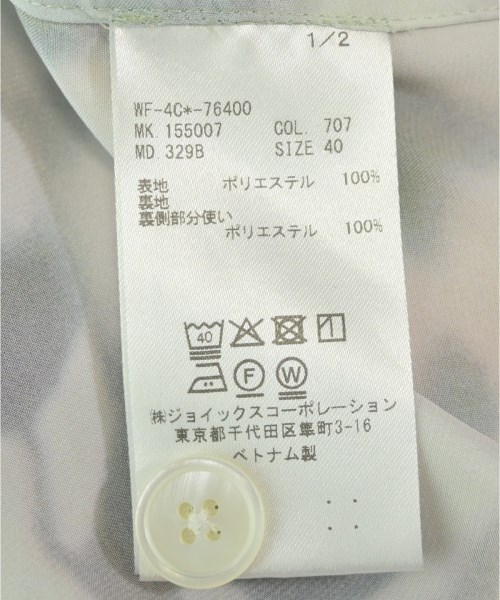 1/2
WF-4C*-76400
MK. 155007 COL. 707
MD. 329B SIZE 40
表地 ポリエステル 100%
裏地
裏側部分使い
ポリエステル 100%
40
F W
㈱ジョイックスコーポレーション
東京都千代田区隼町3-16
ベトナム製